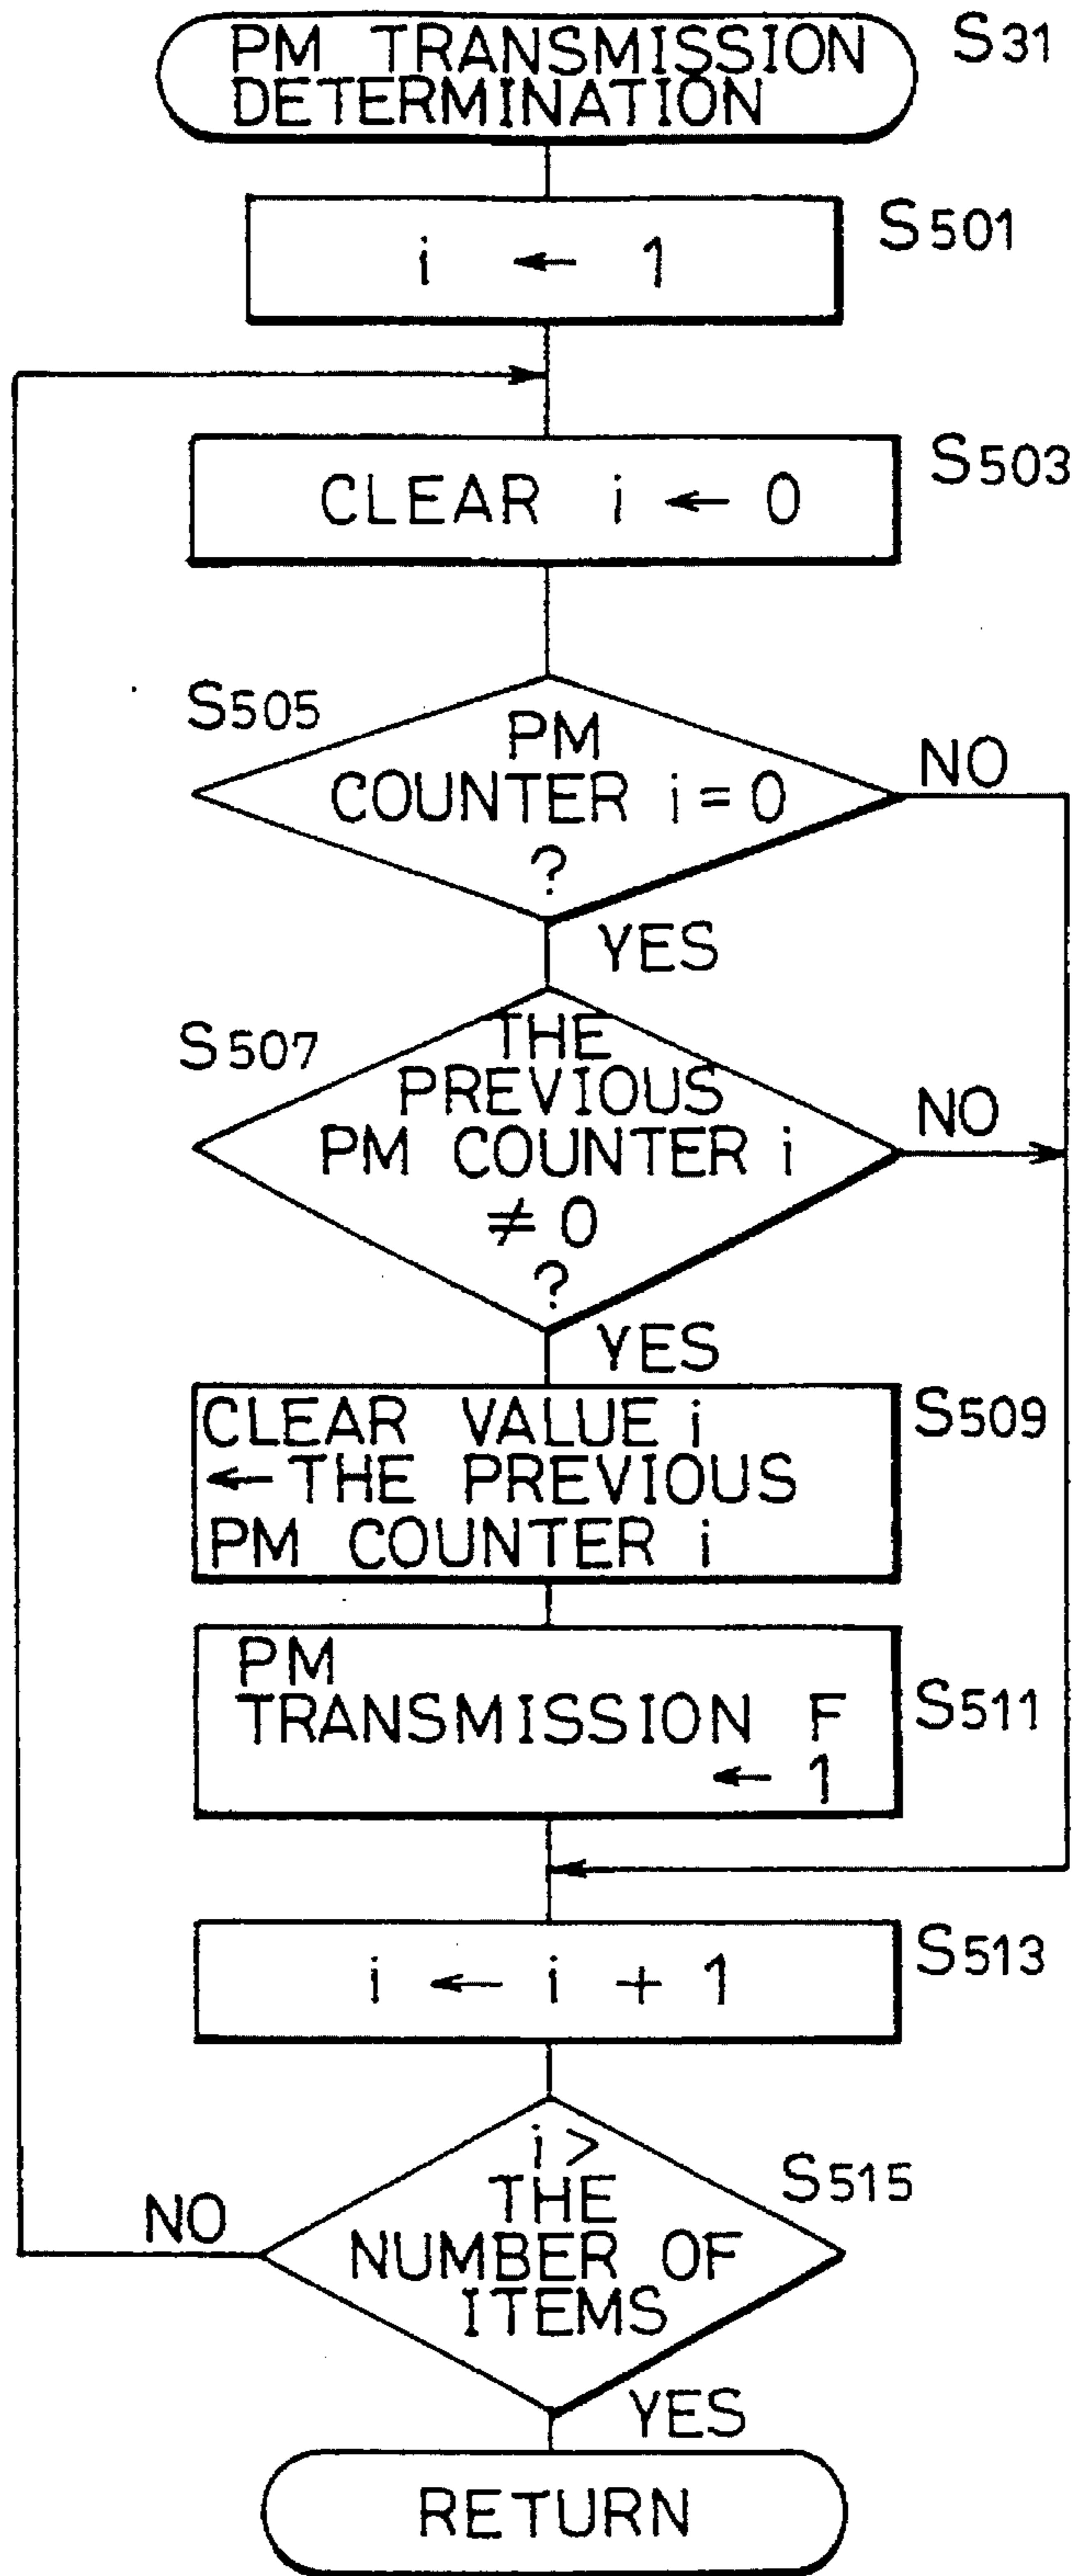 PM TRANSMISSION
DETERMINATION
S31
i ← 1
S501
CLEAR i ← 0
S503
S505
PM
COUNTER i = 0
?
NO
YES
S507
THE
PREVIOUS
PM COUNTER i
≠ 0
?
NO
YES
CLEAR VALUE i
← THE PREVIOUS
PM COUNTER i
S509
PM
TRANSMISSION F
← 1
S511
i ← i + 1
S513
i >
THE
NUMBER OF
ITEMS
S515
NO
YES
RETURN